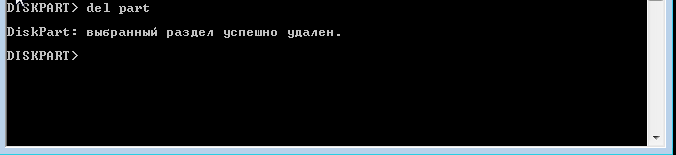 DISKPART> del part
DiskPart: выбранный раздел успешно удален.
DISKPART>